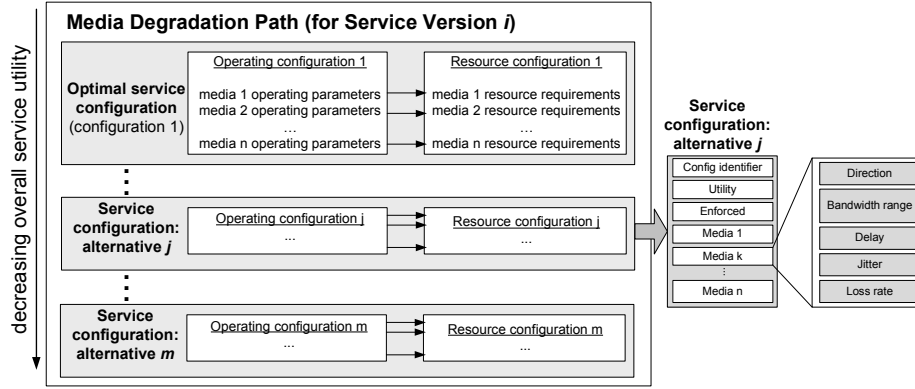 decreasing overall service utility
Media Degradation Path (for Service Version i)
Optimal service
configuration
(configuration 1)
Operating configuration 1
media 1 operating parameters
media 2 operating parameters
…
media n operating parameters
Resource configuration 1
media 1 resource requirements
media 2 resource requirements
…
media n resource requirements
Service
configuration:
alternative j
Operating configuration j
...
Resource configuration j
...
Service
configuration:
alternative m
Operating configuration m
...
Resource configuration m
...
Service
configuration:
alternative j
Config identifier
Utility
Enforced
Media 1
Media k
Media n
Direction
Bandwidth range
Delay
Jitter
Loss rate